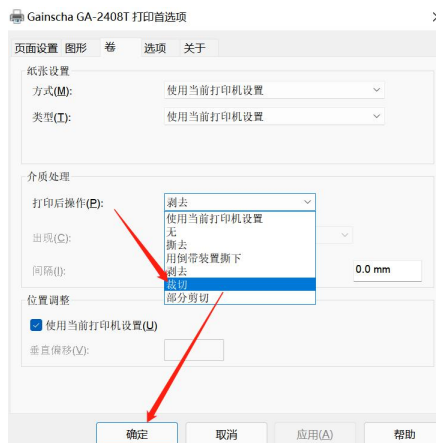 Gainscha GA-2408T 打印首选项
页面设置 图形 卷 选项 关于
纸张设置
方式(M): 使用当前打印机设置
类型(T): 使用当前打印机设置
介质处理
打印后操作(P): 剥去
使用当前打印机设置
无
撕去
出现(C):
用倒带装置撕下
剥去
间隔(I): 0.0 mm
裁切
部分剪切
位置调整
使用当前打印机设置(U)
垂直偏移(V):
确定 取消 应用(A) 帮助